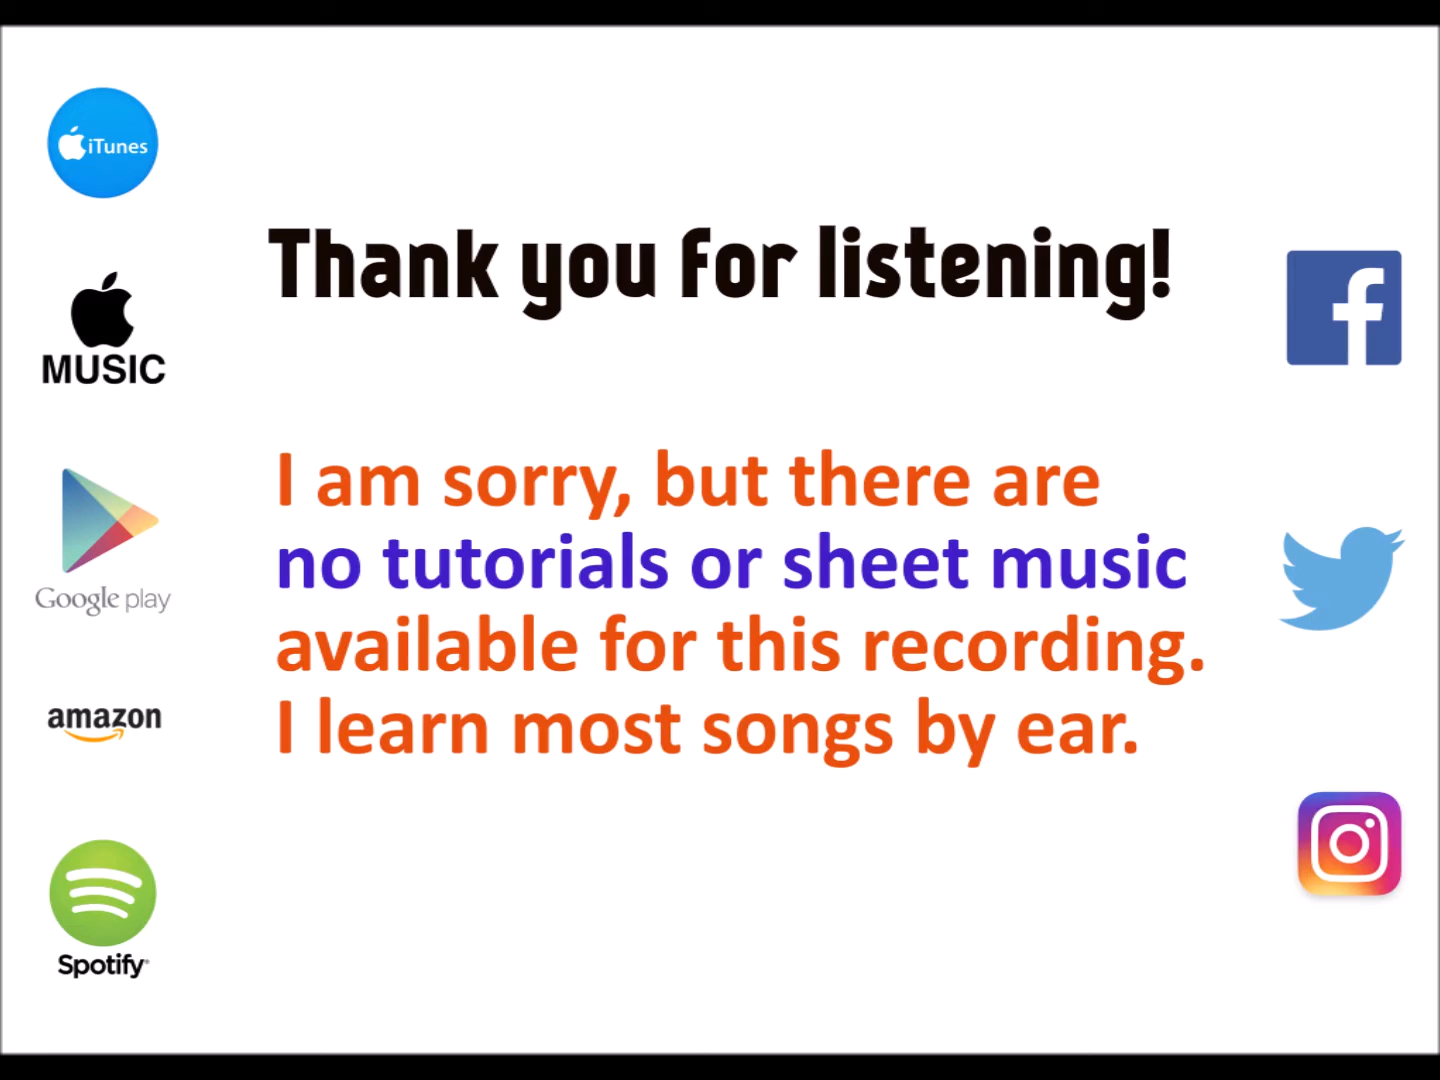 iTunes
MUSIC
Google play
amazon
Spotify
Thank you for listening!
I am sorry, but there are
no tutorials or sheet music
available for this recording.
I learn most songs by ear.
f